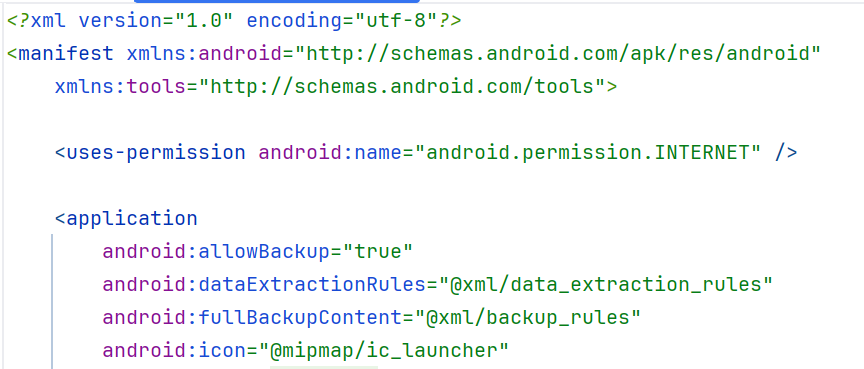 <?xml version="1.0" encoding="utf-8"?>
<manifest xmlns:android="http://schemas.android.com/apk/res/android"
    xmlns:tools="http://schemas.android.com/tools">

    <uses-permission android:name="android.permission.INTERNET" />

    <application
        android:allowBackup="true"
        android:dataExtractionRules="@xml/data_extraction_rules"
        android:fullBackupContent="@xml/backup_rules"
        android:icon="@mipmap/ic_launcher"